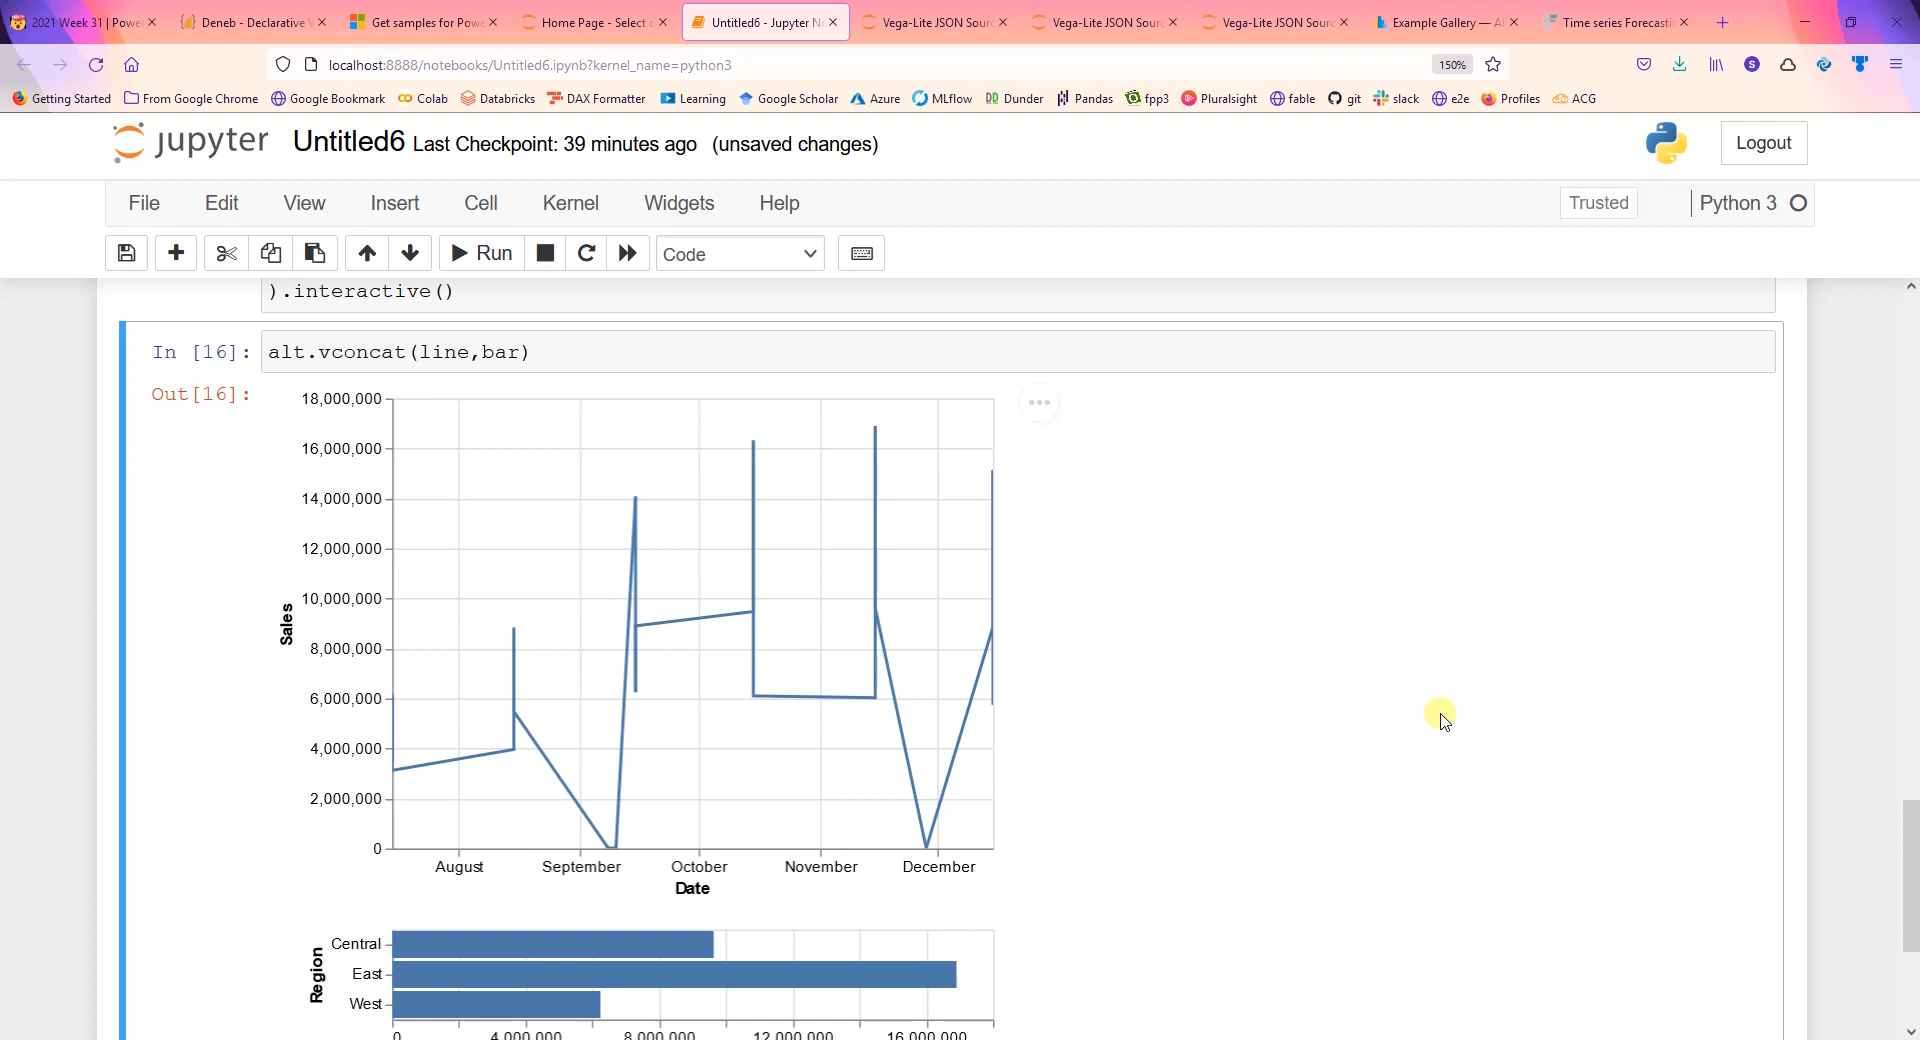 2021 Week 31 | Powe
Deneb - Declarative
Get samples for Powe
Home Page - Select o
Untitled6 - Jupyter N
Vega-Lite JSON Sour
Vega-Lite JSON Sour
Vega-Lite JSON Sour
Example Gallery — Al
Time series Forecasti
localhost:8888/notebooks/Untitled6.ipynb?kernel_name=python3
150%
Getting Started
From Google Chrome
Google Bookmark
Colab
Databricks
DAX Formatter
Learning
Google Scholar
Azure
MLflow
Dunder
Pandas
fpp3
Pluralsight
fable
git
slack
e2e
Profiles
ACG
jupyter
Untitled6 Last Checkpoint: 39 minutes ago (unsaved changes)
Logout
File Edit View Insert Cell Kernel Widgets Help
Trusted
Python 3
Run
Code
).interactive()
In [16]: alt.vconcat(line,bar)
Out[16]:
18,000,000
16,000,000
14,000,000
12,000,000
10,000,000
8,000,000
6,000,000
4,000,000
2,000,000
0
Sales
August September October November December
Date
Region
Central
East
West
0 4,000,000 8,000,000 12,000,000 16,000,000